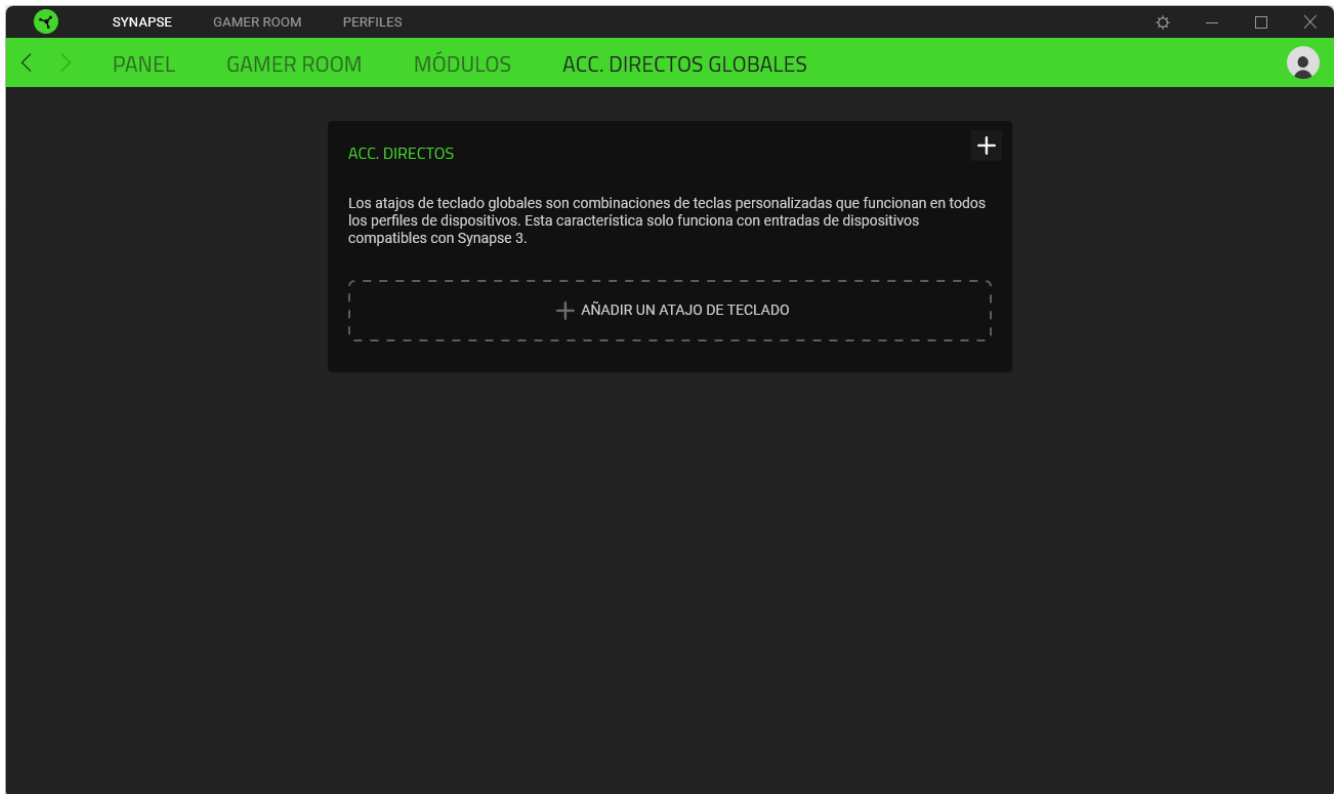 SYNAPSE GAMER ROOM PERFILES
PANEL GAMER ROOM MÓDULOS ACC. DIRECTOS GLOBALES
ACC. DIRECTOS
Los atajos de teclado globales son combinaciones de teclas personalizadas que funcionan en todos
los perfiles de dispositivos. Esta característica solo funciona con entradas de dispositivos
compatibles con Synapse 3.
AÑADIR UN ATAJO DE TECLADO